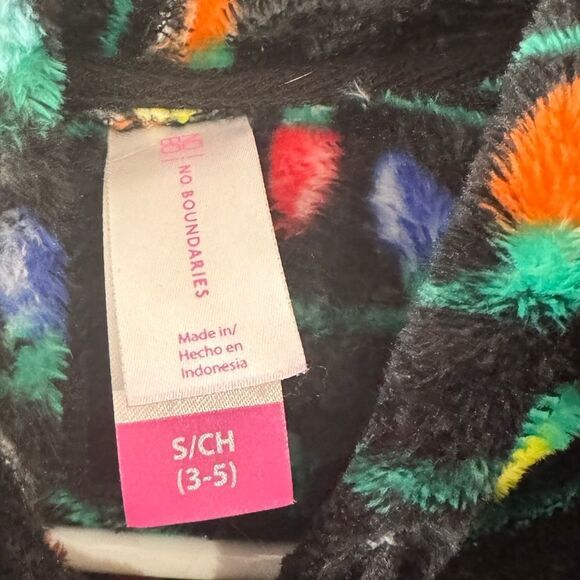 NO BOUNDARIES
Made in/
Hecho en
Indonesia
S/CH
(3-5)